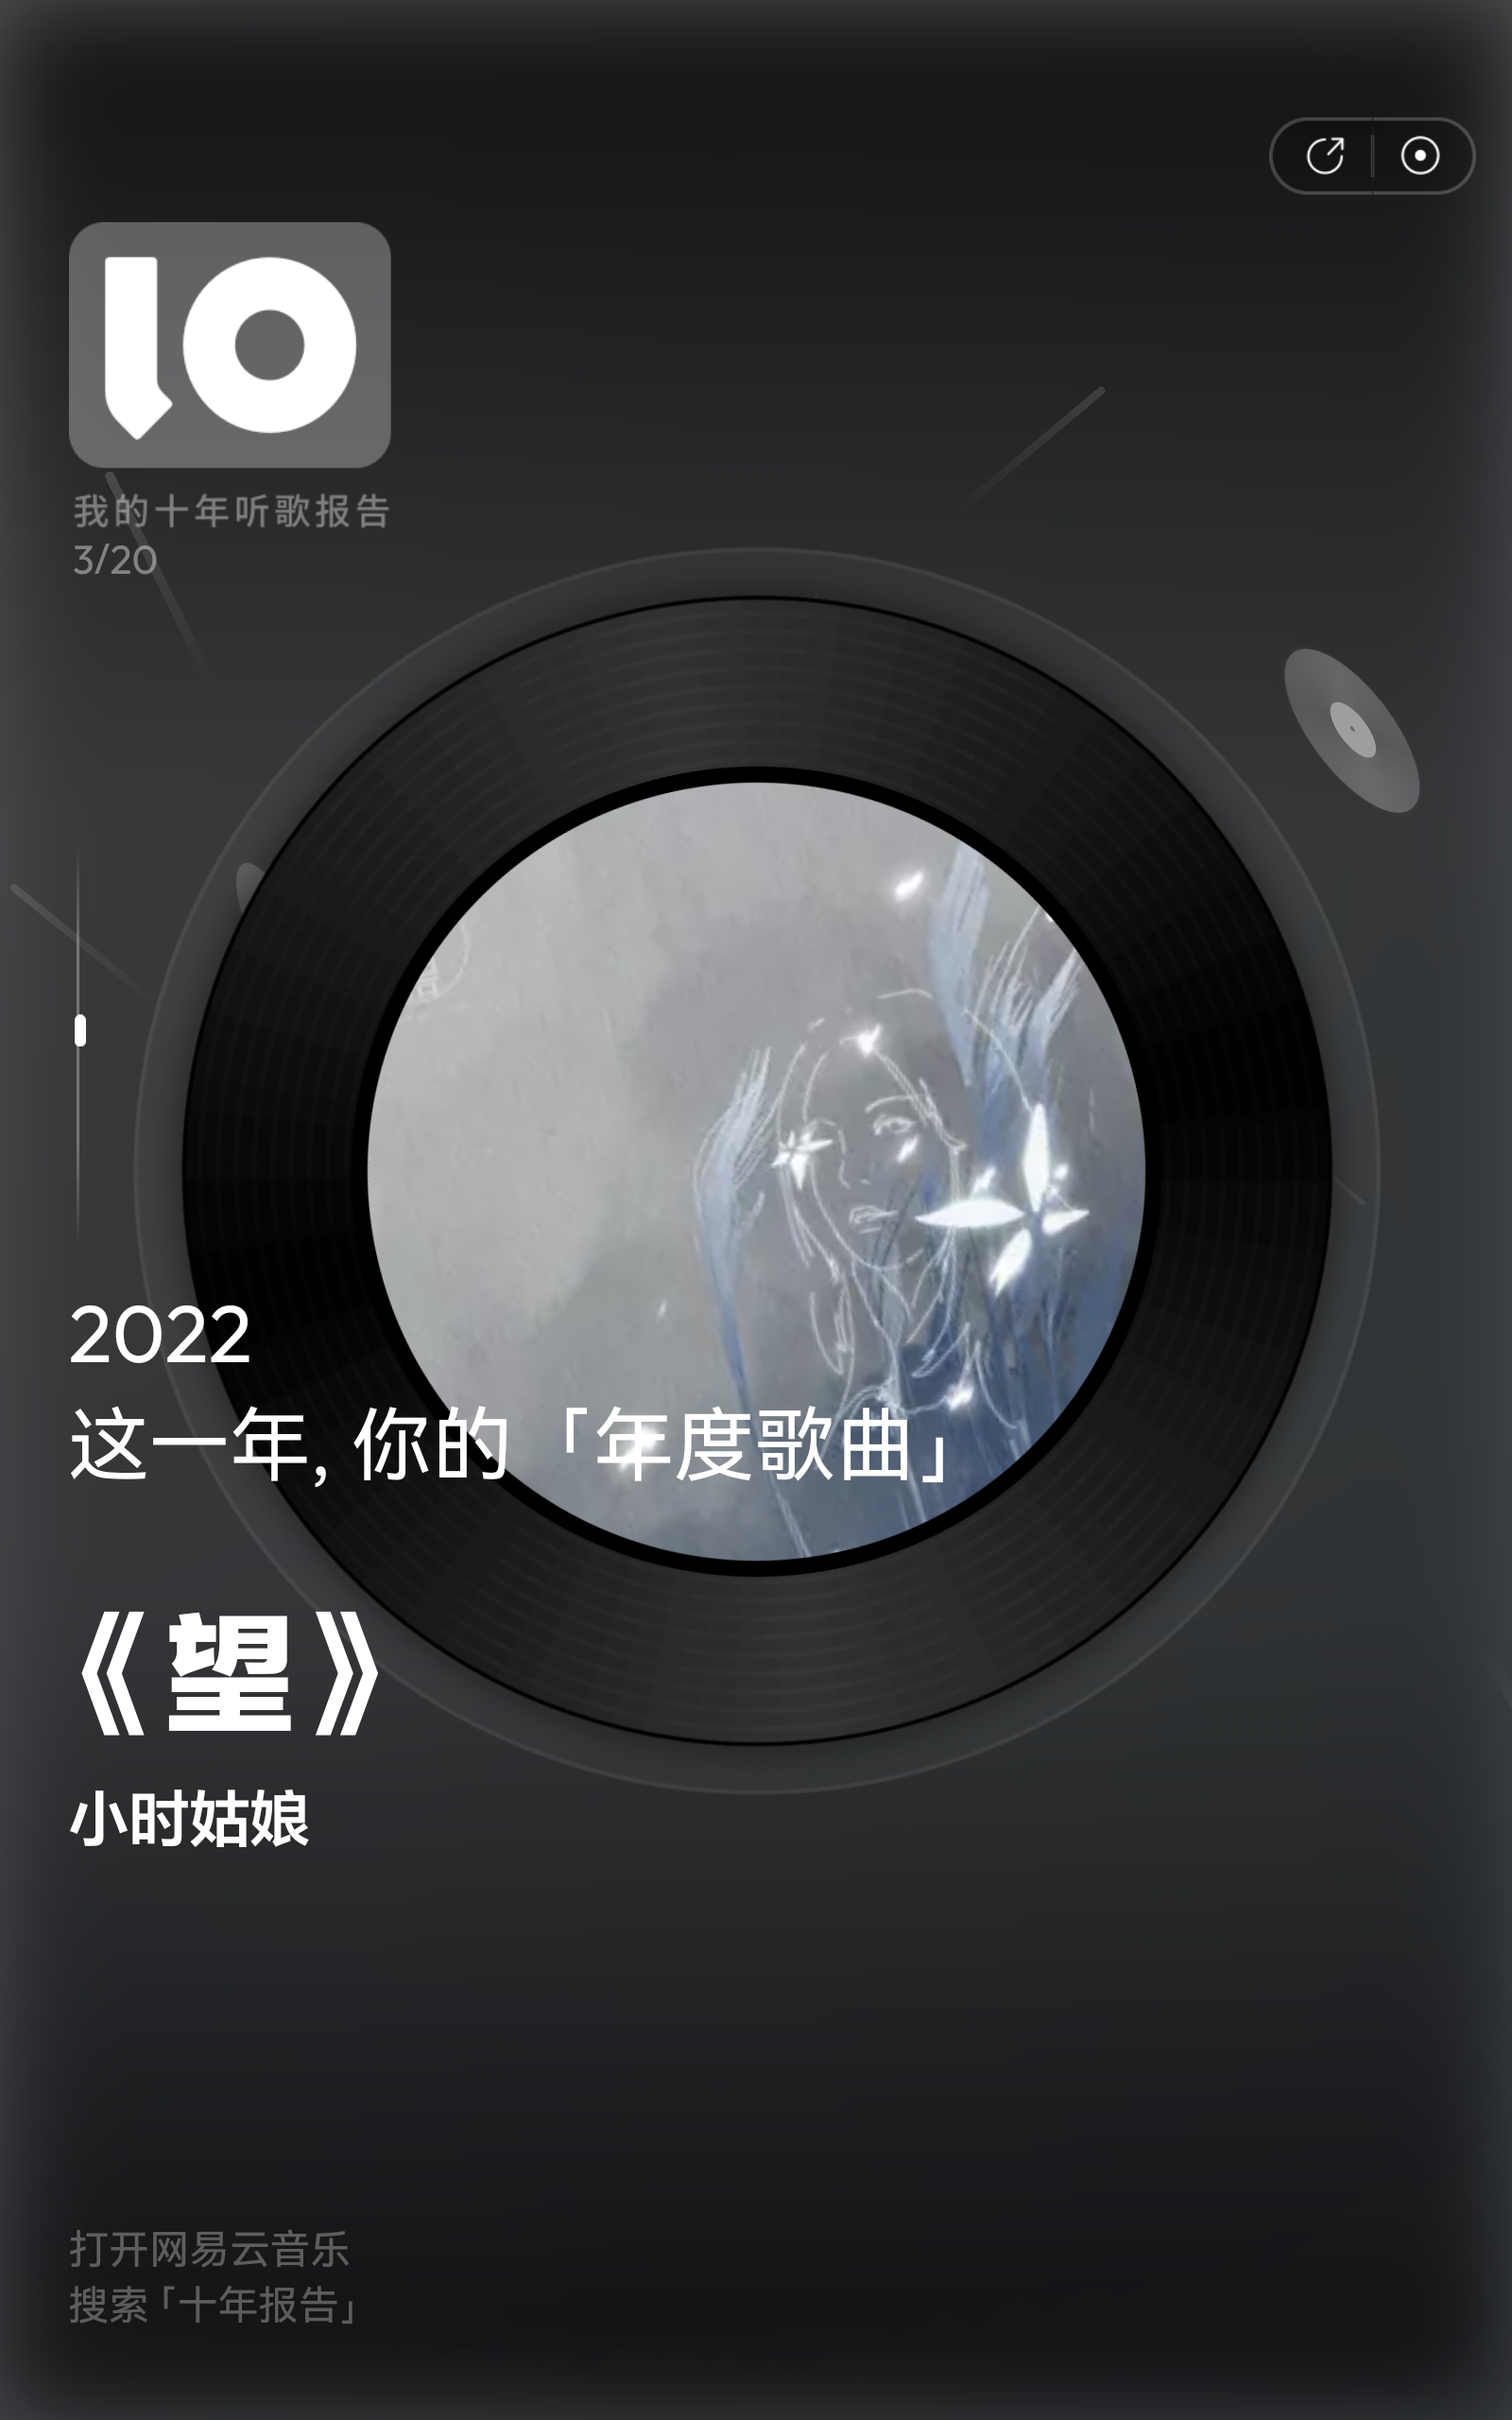 10
我的十年听歌报告
3/20
2022
这一年, 你的「年度歌曲」
《望》
小时姑娘
打开网易云音乐
搜索「十年报告」